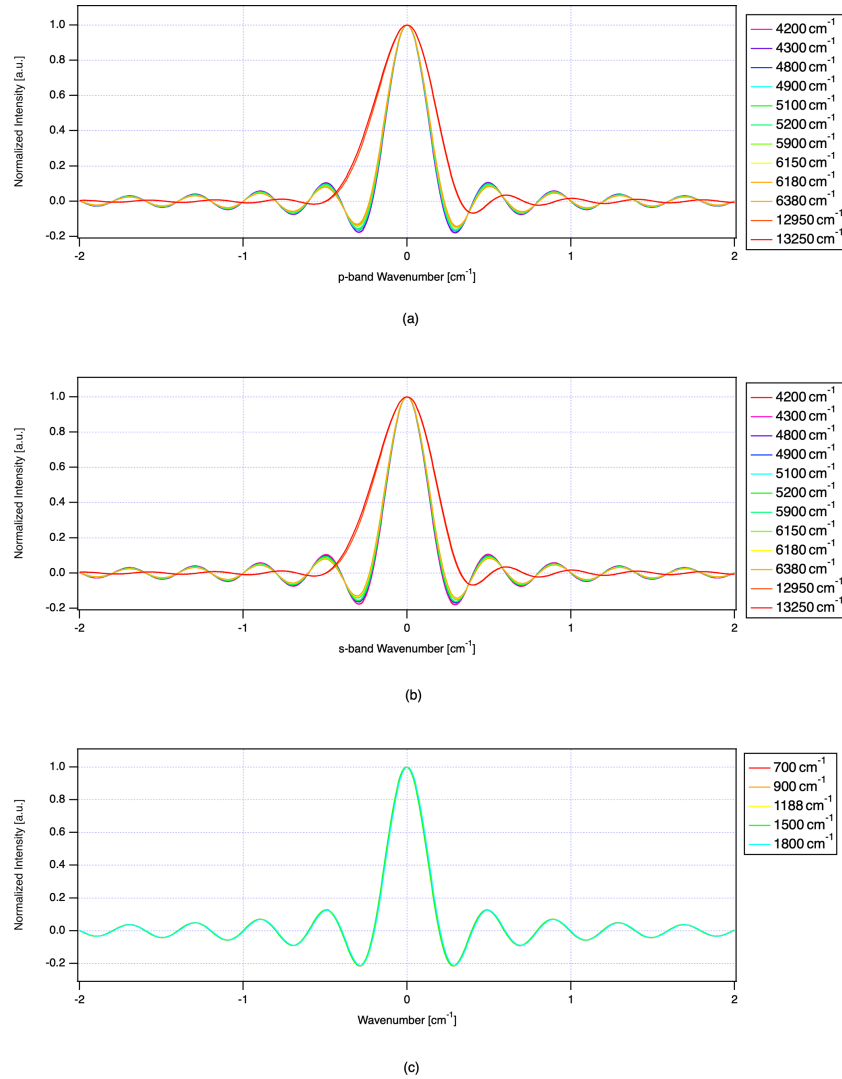 1.0
0.8
0.6
0.4
0.2
0.0
-0.2
Normalized Intensity [a.u.]
-2
-1
0
1
2
p-band Wavenumber [cm⁻¹]
4200 cm⁻¹
4300 cm⁻¹
4800 cm⁻¹
4900 cm⁻¹
5100 cm⁻¹
5200 cm⁻¹
5900 cm⁻¹
6150 cm⁻¹
6180 cm⁻¹
6380 cm⁻¹
12950 cm⁻¹
13250 cm⁻¹
(a)
1.0
0.8
0.6
0.4
0.2
0.0
-0.2
Normalized Intensity [a.u.]
-2
-1
0
1
2
s-band Wavenumber [cm⁻¹]
4200 cm⁻¹
4300 cm⁻¹
4800 cm⁻¹
4900 cm⁻¹
5100 cm⁻¹
5200 cm⁻¹
5900 cm⁻¹
6150 cm⁻¹
6180 cm⁻¹
6380 cm⁻¹
12950 cm⁻¹
13250 cm⁻¹
(b)
1.0
0.8
0.6
0.4
0.2
0.0
-0.2
Normalized Intensity [a.u.]
-2
-1
0
1
2
Wavenumber [cm⁻¹]
700 cm⁻¹
900 cm⁻¹
1188 cm⁻¹
1500 cm⁻¹
1800 cm⁻¹
(c)